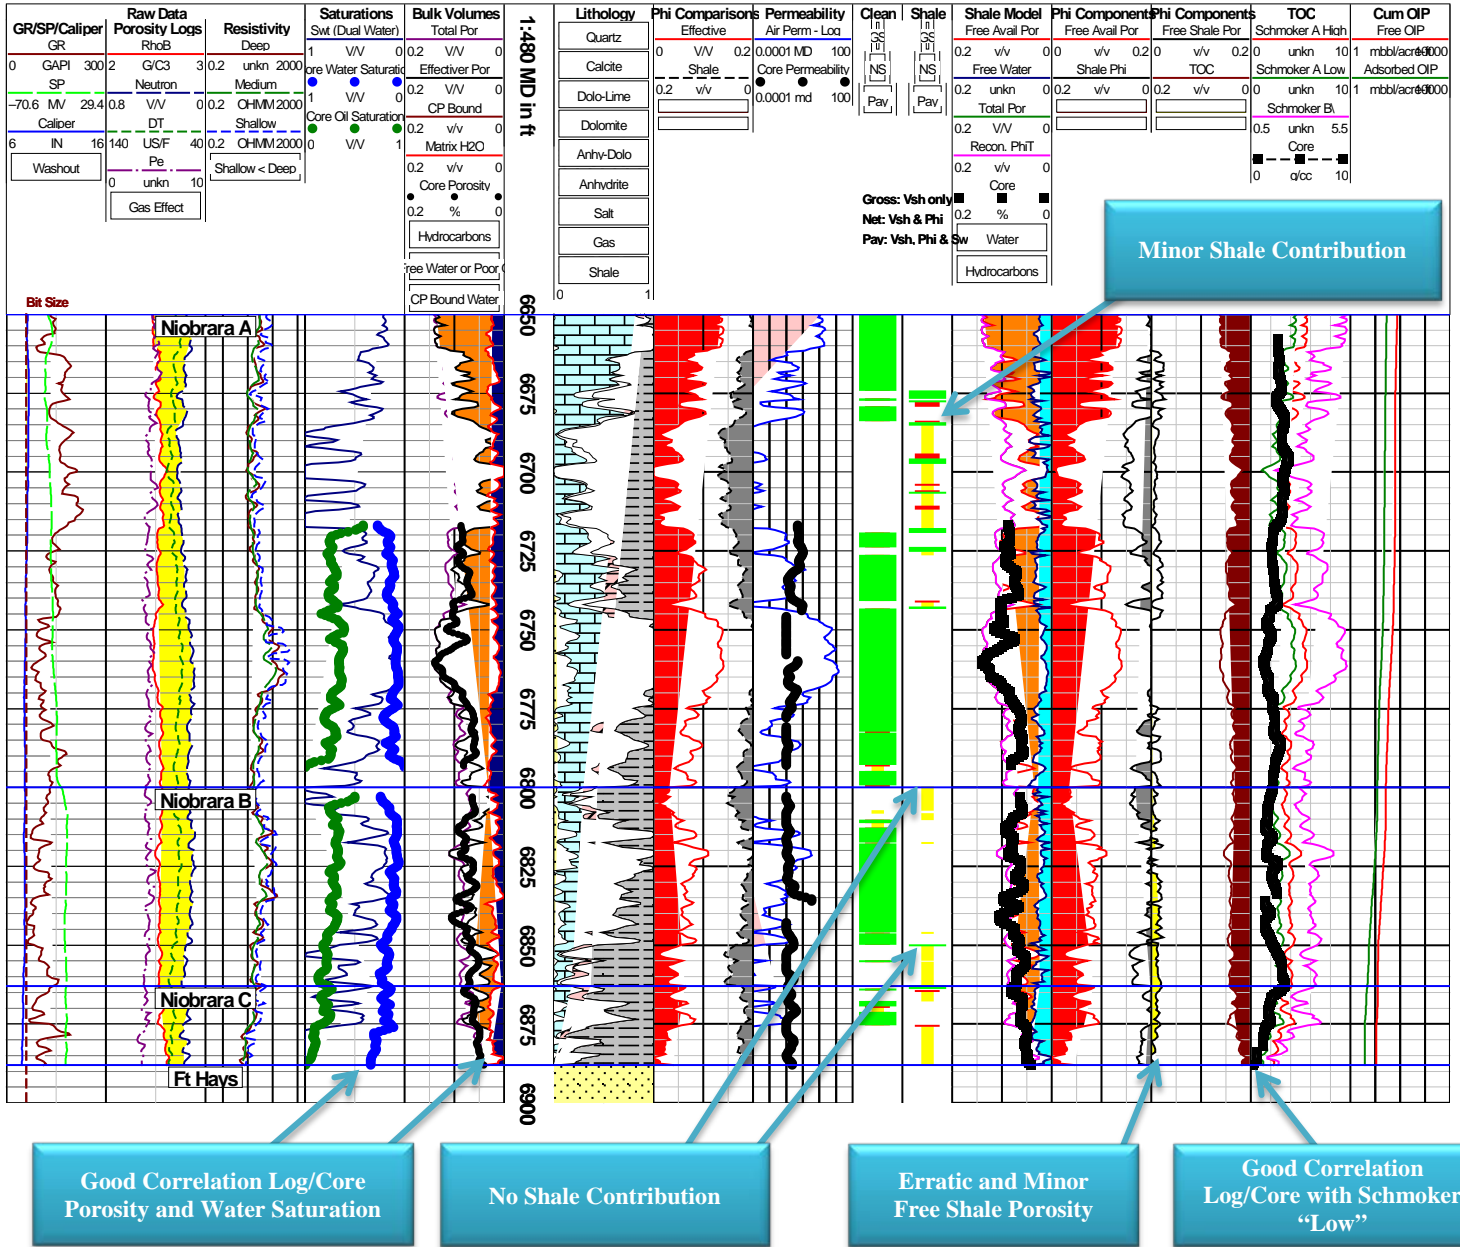 GR/SP/Caliper
GR
0 GAPI 300
SP
-70.6 MV 29.4
Caliper
6 IN 16
Washout
Raw Data
Porosity Logs
RhoB
2 G/C3 3
Neutron
0.8 V/V 0
DT
140 US/F 40
Pe
0 unkn 10
Gas Effect
Resistivity
Deep
0.2 unkn 2000
Medium
0.2 OHMM 2000
Shallow
0.2 OHMM 2000
Shallow < Deep
Saturations
Swt (Dual Water)
1 V/V 0
ore Water Saturatio
1 V/V 0
Core Oil Saturation
0 V/V 1
Bulk Volumes
Total Por
0.2 V/V 0
Effectiver Por
0.2 V/V 0
CP Bound
0.2 v/v 0
Matrix H2O
0.2 v/v 0
Core Porosity
0.2 % 0
Hydrocarbons
ree Water or Poor
CP Bound Water
1:480 MD in ft
Lithology
Quartz
Calcite
Dolo-Lime
Dolomite
Anhy-Dolo
Anhydrite
Salt
Gas
Shale
0 1
Phi Comparisons
Effective
0 V/V 0.2
Shale
0 v/v 0.2
Permeability
Air Perm - Log
0.0001 MD 100
Core Permeability
0.0001 md 100
Clean
GS
NS
Pay
Shale
GS
NS
Pay
Gross: Vsh only
Net: Vsh & Phi
Pay: Vsh, Phi & Sw
Shale Model
Free Avail Por
0.2 v/v 0
Free Water
0.2 unkn 0
Total Por
0.2 V/V 0
Recon. PhiT
0.2 v/v 0
Core
0.2 % 0
Water
Hydrocarbons
Phi Components
Free Avail Por
0 v/v 0.2
Shale Phi
0 v/v 0.2
Phi Components
Free Shale Por
0 v/v 0.2
TOC
0.2 v/v 0
TOC
Schmoker A High
0 unkn 10
Schmoker A Low
0 unkn 10
Schmoker B\
0.5 unkn 5.5
Core
0 g/cc 10
Cum OIP
Free OIP
1 mbbl/acre-ft
Adsorbed OIP
1 mbbl/acre-ft
Minor Shale Contribution
Bit Size
Niobrara A
6650
6675
6700
6725
6750
6775
6800
Niobrara B
6825
6850
Niobrara C
6875
Ft Hays
6900
Good Correlation Log/Core
Porosity and Water Saturation
No Shale Contribution
Erratic and Minor
Free Shale Porosity
Good Correlation
Log/Core with Schmoker
“Low”